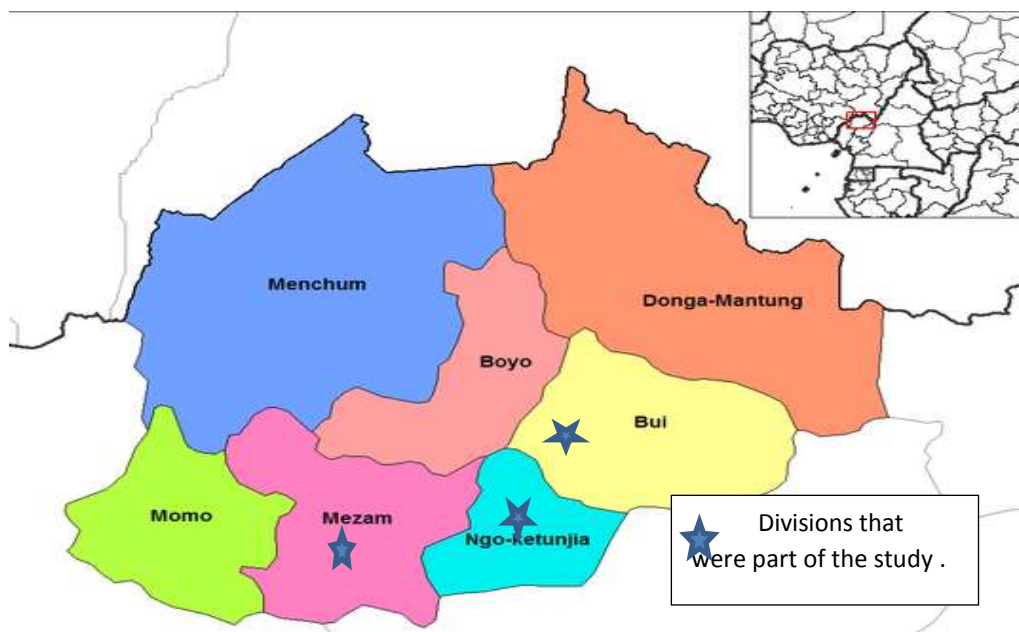 Menchum
Donga-Mantung
Boyo
Bui
Momo
Mezam
Ngo-ketunjia
Divisions that
were part of the study .